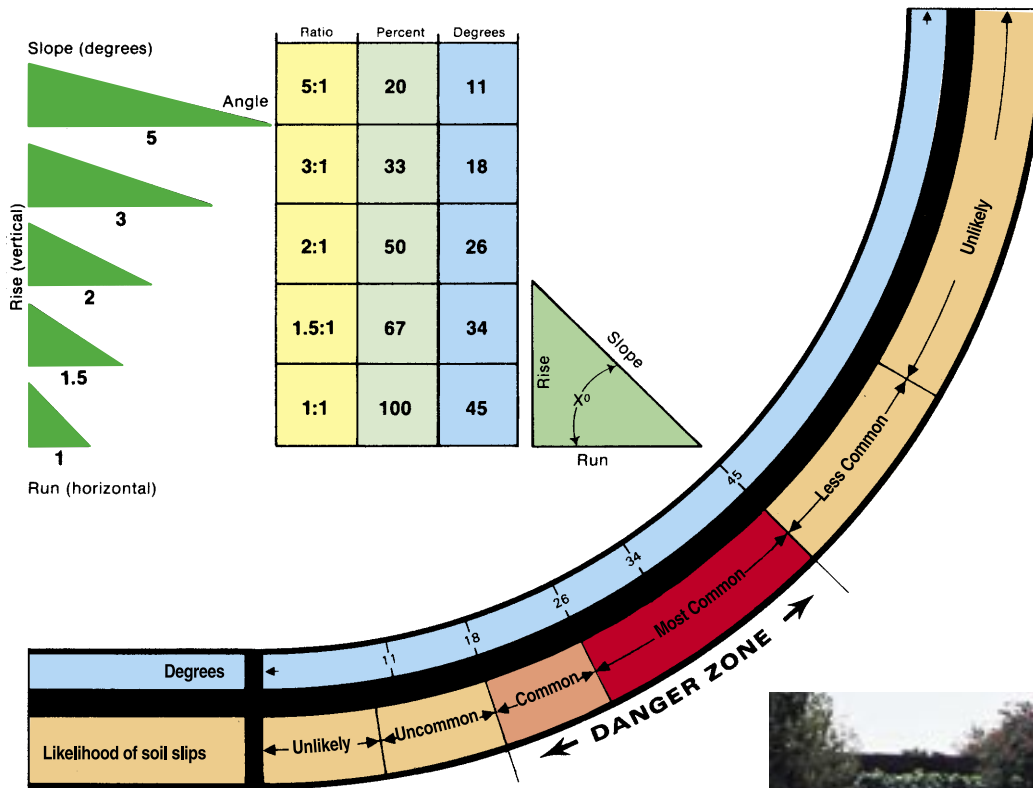 Slope (degrees)
Angle
5
3
2
1.5
1
Rise (vertical)
Run (horizontal)
Ratio Percent Degrees
5:1 20 11
3:1 33 18
2:1 50 26
1.5:1 67 34
1:1 100 45
Rise
Slope
X⁰
Run
Degrees
11
18
26
34
45
Likelihood of soil slips
Unlikely
Uncommon
Common
Most Common
Less Common
Unlikely
DANGER ZONE